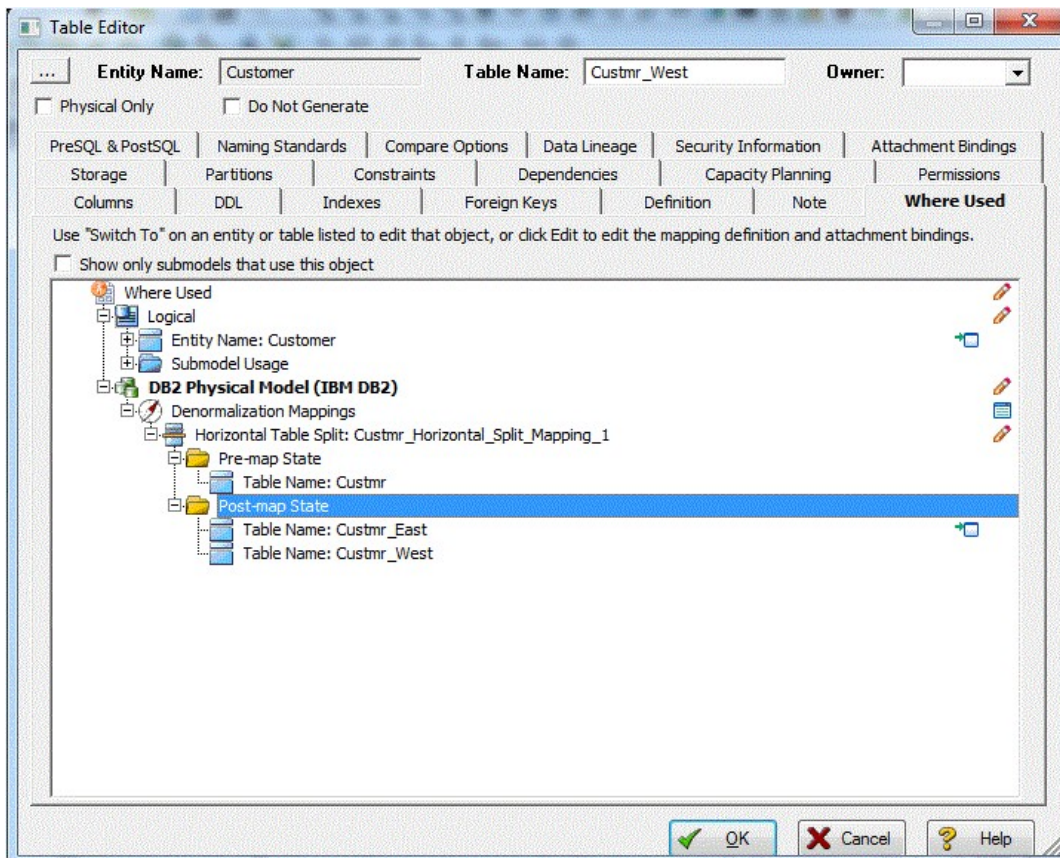 Table Editor
... Entity Name: Customer Table Name: Custmr_West Owner:
Physical Only Do Not Generate
PreSQL & PostSQL Naming Standards Compare Options Data Lineage Security Information Attachment Bindings
Storage Partitions Constraints Dependencies Capacity Planning Permissions
Columns DDL Indexes Foreign Keys Definition Note Where Used
Use "Switch To" on an entity or table listed to edit that object, or click Edit to edit the mapping definition and attachment bindings.
Show only submodels that use this object
Where Used
Logical
Entity Name: Customer
Submodel Usage
DB2 Physical Model (IBM DB2)
Denormalization Mappings
Horizontal Table Split: Custmr_Horizontal_Split_Mapping_1
Pre-map State
Table Name: Custmr
Post-map State
Table Name: Custmr_East
Table Name: Custmr_West
OK Cancel Help